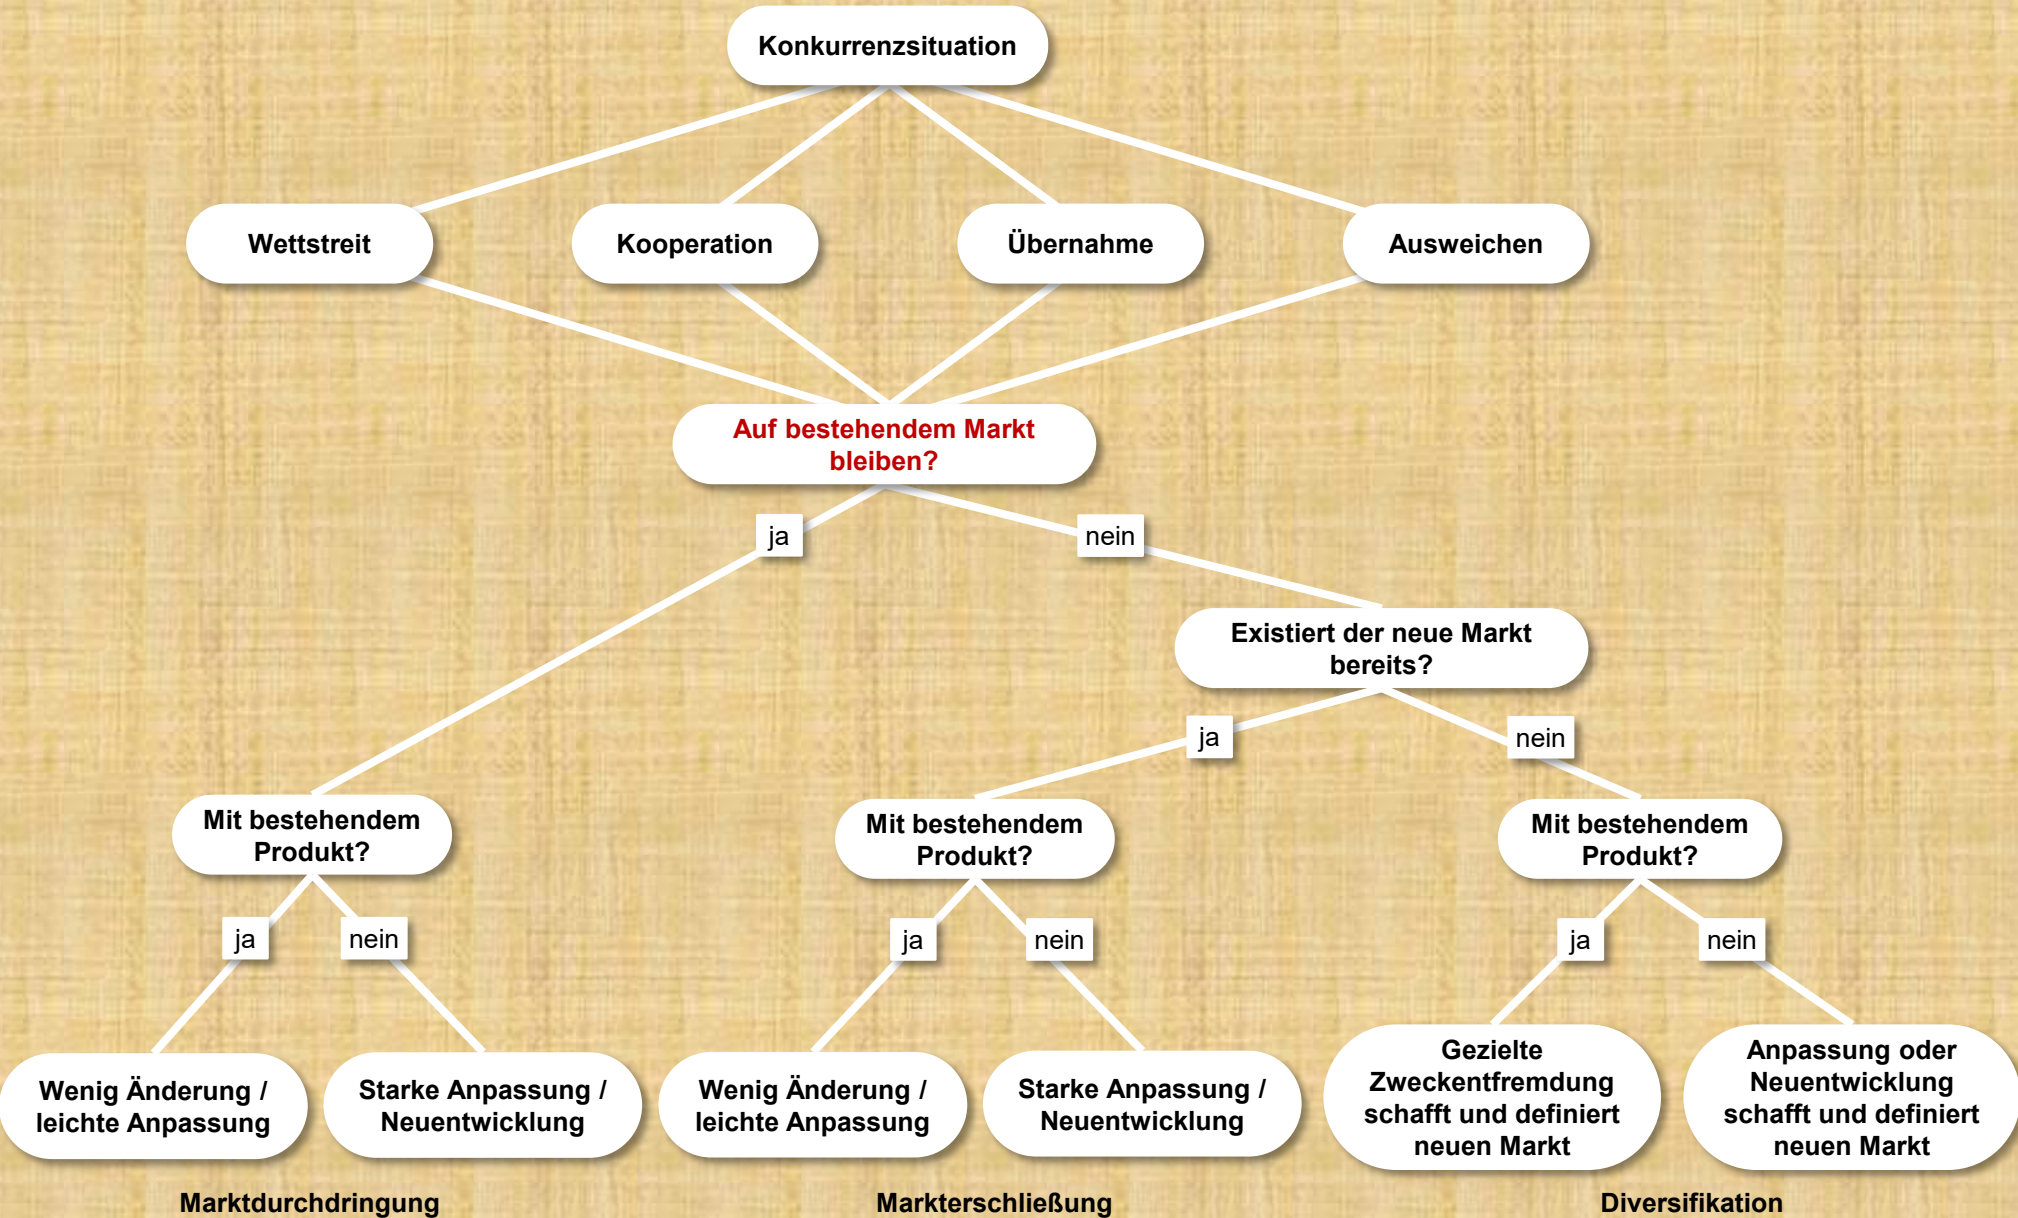 Konkurrenzsituation
Wettstreit
Kooperation
Übernahme
Ausweichen
Auf bestehendem Markt
bleiben?
ja
nein
Existiert der neue Markt
bereits?
ja
nein
Mit bestehendem
Produkt?
Mit bestehendem
Produkt?
Mit bestehendem
Produkt?
ja
nein
ja
nein
ja
nein
Wenig Änderung /
leichte Anpassung
Starke Anpassung /
Neuentwicklung
Wenig Änderung /
leichte Anpassung
Starke Anpassung /
Neuentwicklung
Gezielte
Zweckentfremdung
schafft und definiert
neuen Markt
Anpassung oder
Neuentwicklung
schafft und definiert
neuen Markt
Marktdurchdringung
Markterschließung
Diversifikation